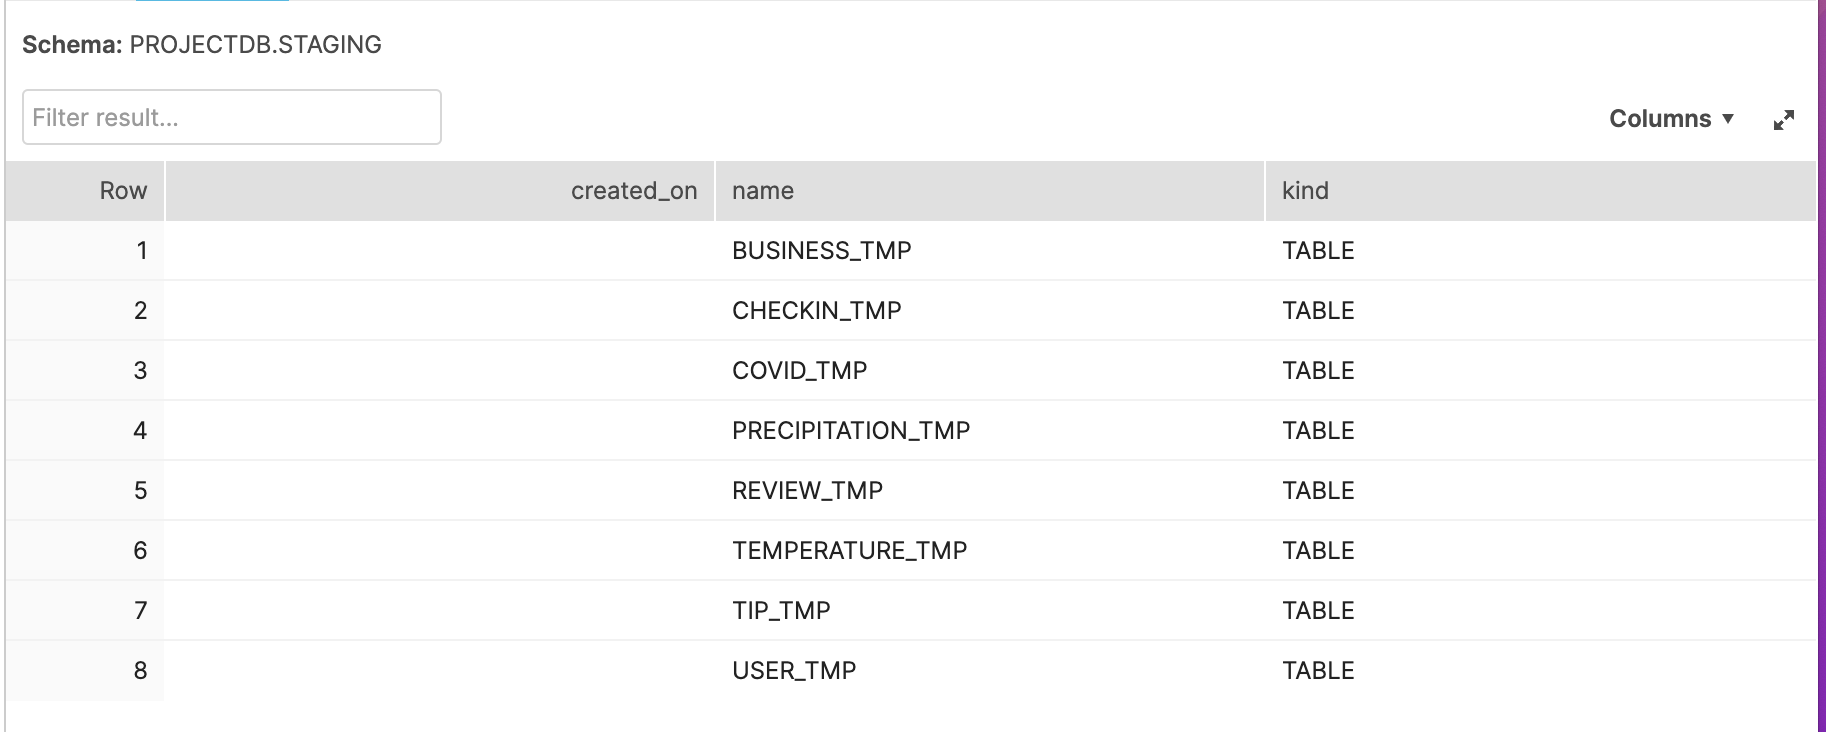 Schema: PROJECTDB.STAGING
Filter result...
Columns ▼
Row created_on name kind
1 BUSINESS_TMP TABLE
2 CHECKIN_TMP TABLE
3 COVID_TMP TABLE
4 PRECIPITATION_TMP TABLE
5 REVIEW_TMP TABLE
6 TEMPERATURE_TMP TABLE
7 TIP_TMP TABLE
8 USER_TMP TABLE